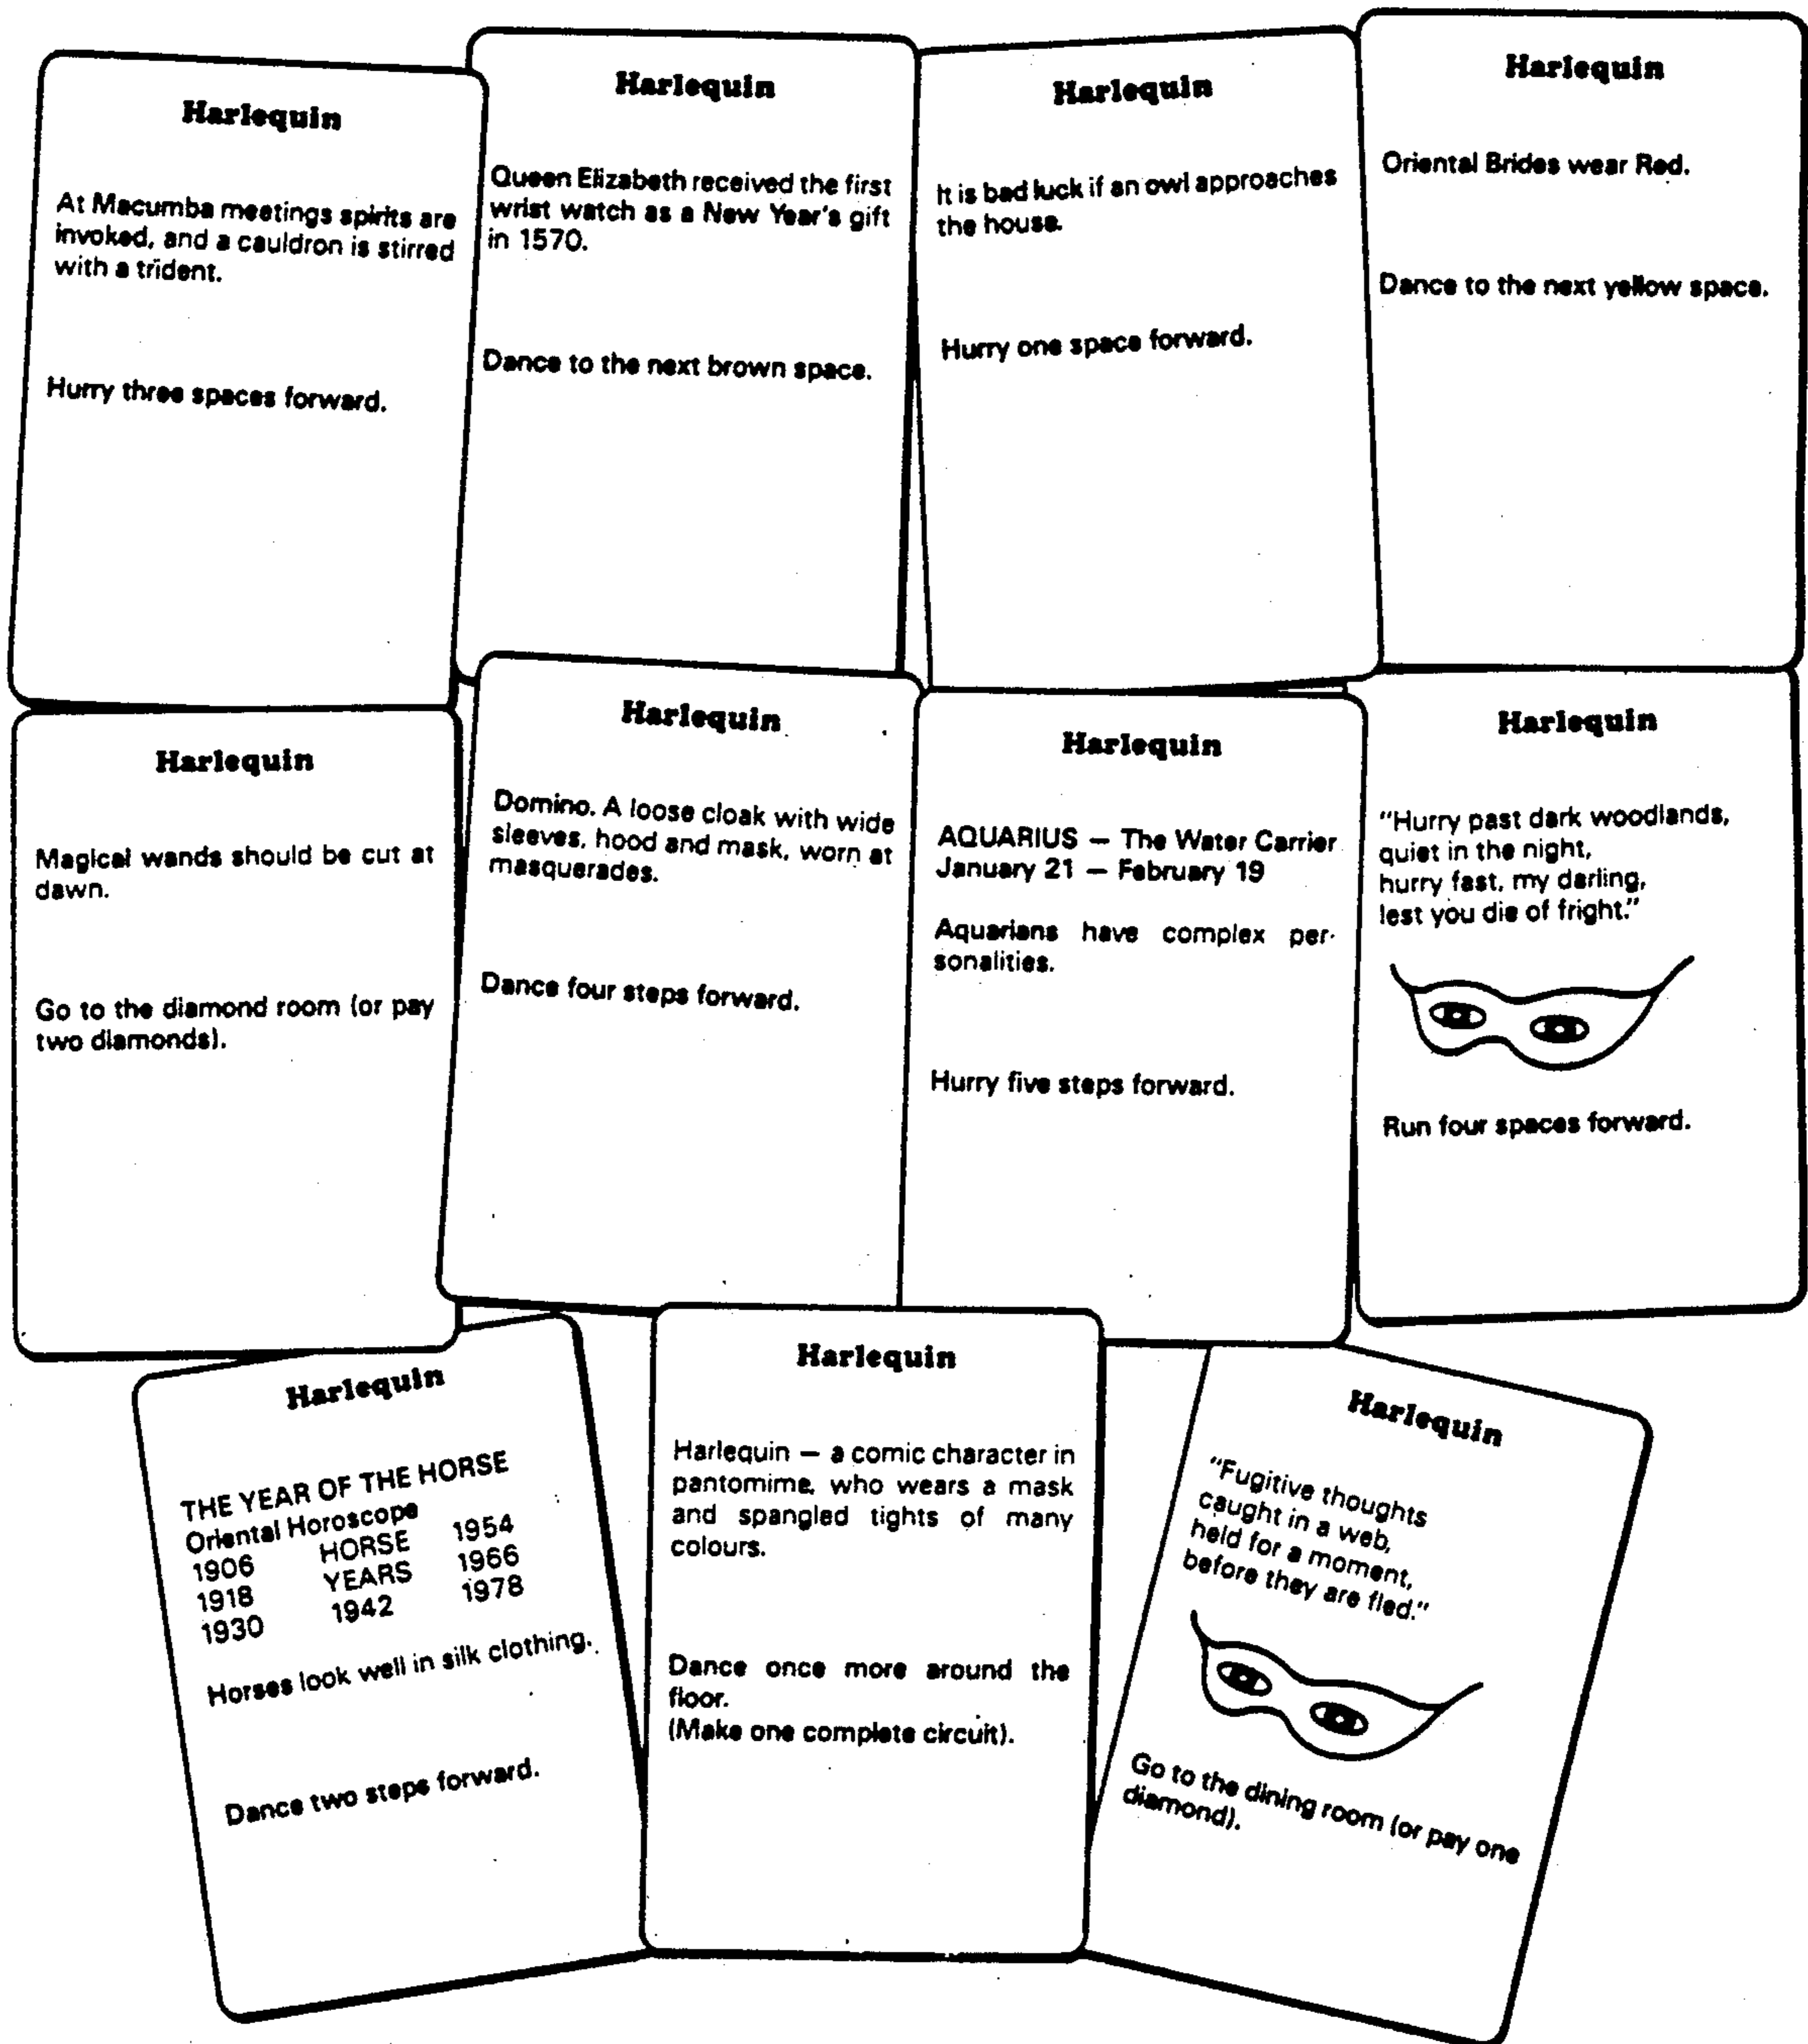 Harlequin
At Macumba meetings spirits are
invoked, and a cauldron is stirred
with a trident.
Hurry three spaces forward.
Harlequin
Queen Elizabeth received the first
wrist watch as a New Year's gift
in 1570.
Dance to the next brown space.
Harlequin
It is bad luck if an owl approaches
the house.
Hurry one space forward.
Harlequin
Oriental Brides wear Red.
Dance to the next yellow space.
Harlequin
Magical wands should be cut at
dawn.
Go to the diamond room (or pay
two diamonds).
Harlequin
Domino. A loose cloak with wide
sleeves, hood and mask, worn at
masquerades.
Dance four steps forward.
Harlequin
AQUARIUS — The Water Carrier
January 21 — February 19
Aquarians have complex per-
sonalities.
Hurry five steps forward.
Harlequin
"Hurry past dark woodlands,
quiet in the night,
hurry fast, my darling,
lest you die of fright."
Run four spaces forward.
Harlequin
THE YEAR OF THE HORSE
Oriental Horoscope
1906 HORSE 1954
1918 YEARS 1966
1930 1942 1978
Horses look well in silk clothing.
Dance two steps forward.
Harlequin
Harlequin — a comic character in
pantomime, who wears a mask
and spangled tights of many
colours.
Dance once more around the
floor.
(Make one complete circuit).
Harlequin
"Fugitive thoughts
caught in a web,
held for a moment,
before they are fled."
Go to the dining room (or pay one
diamond).